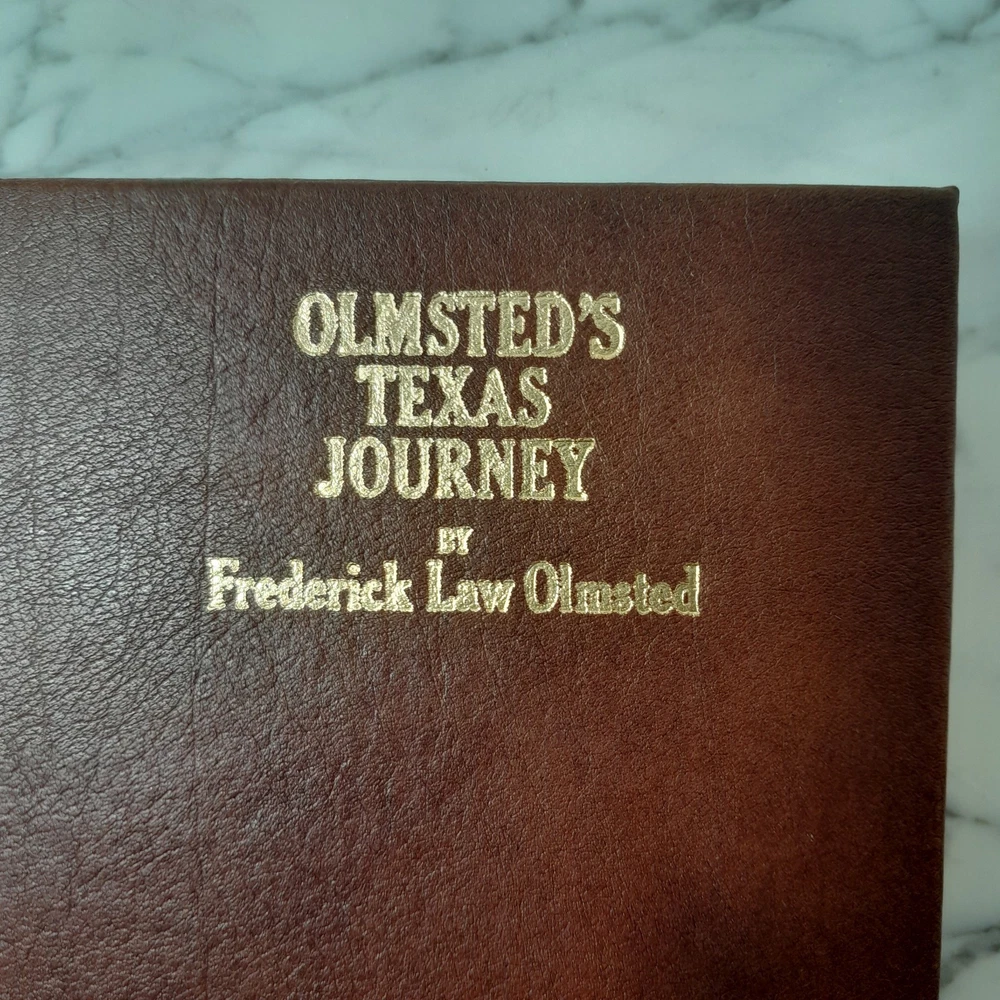 OLMSTED'S
TEXAS
JOURNEY
BY
Frederick Law Olmsted